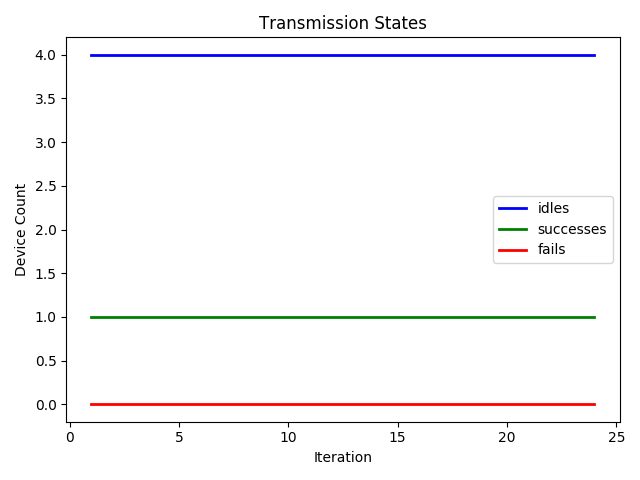 Transmission States
4.0
3.5
3.0
2.5
2.0
1.5
1.0
0.5
0.0
Device Count
idles
successes
fails
0 5 10 15 20 25
Iteration